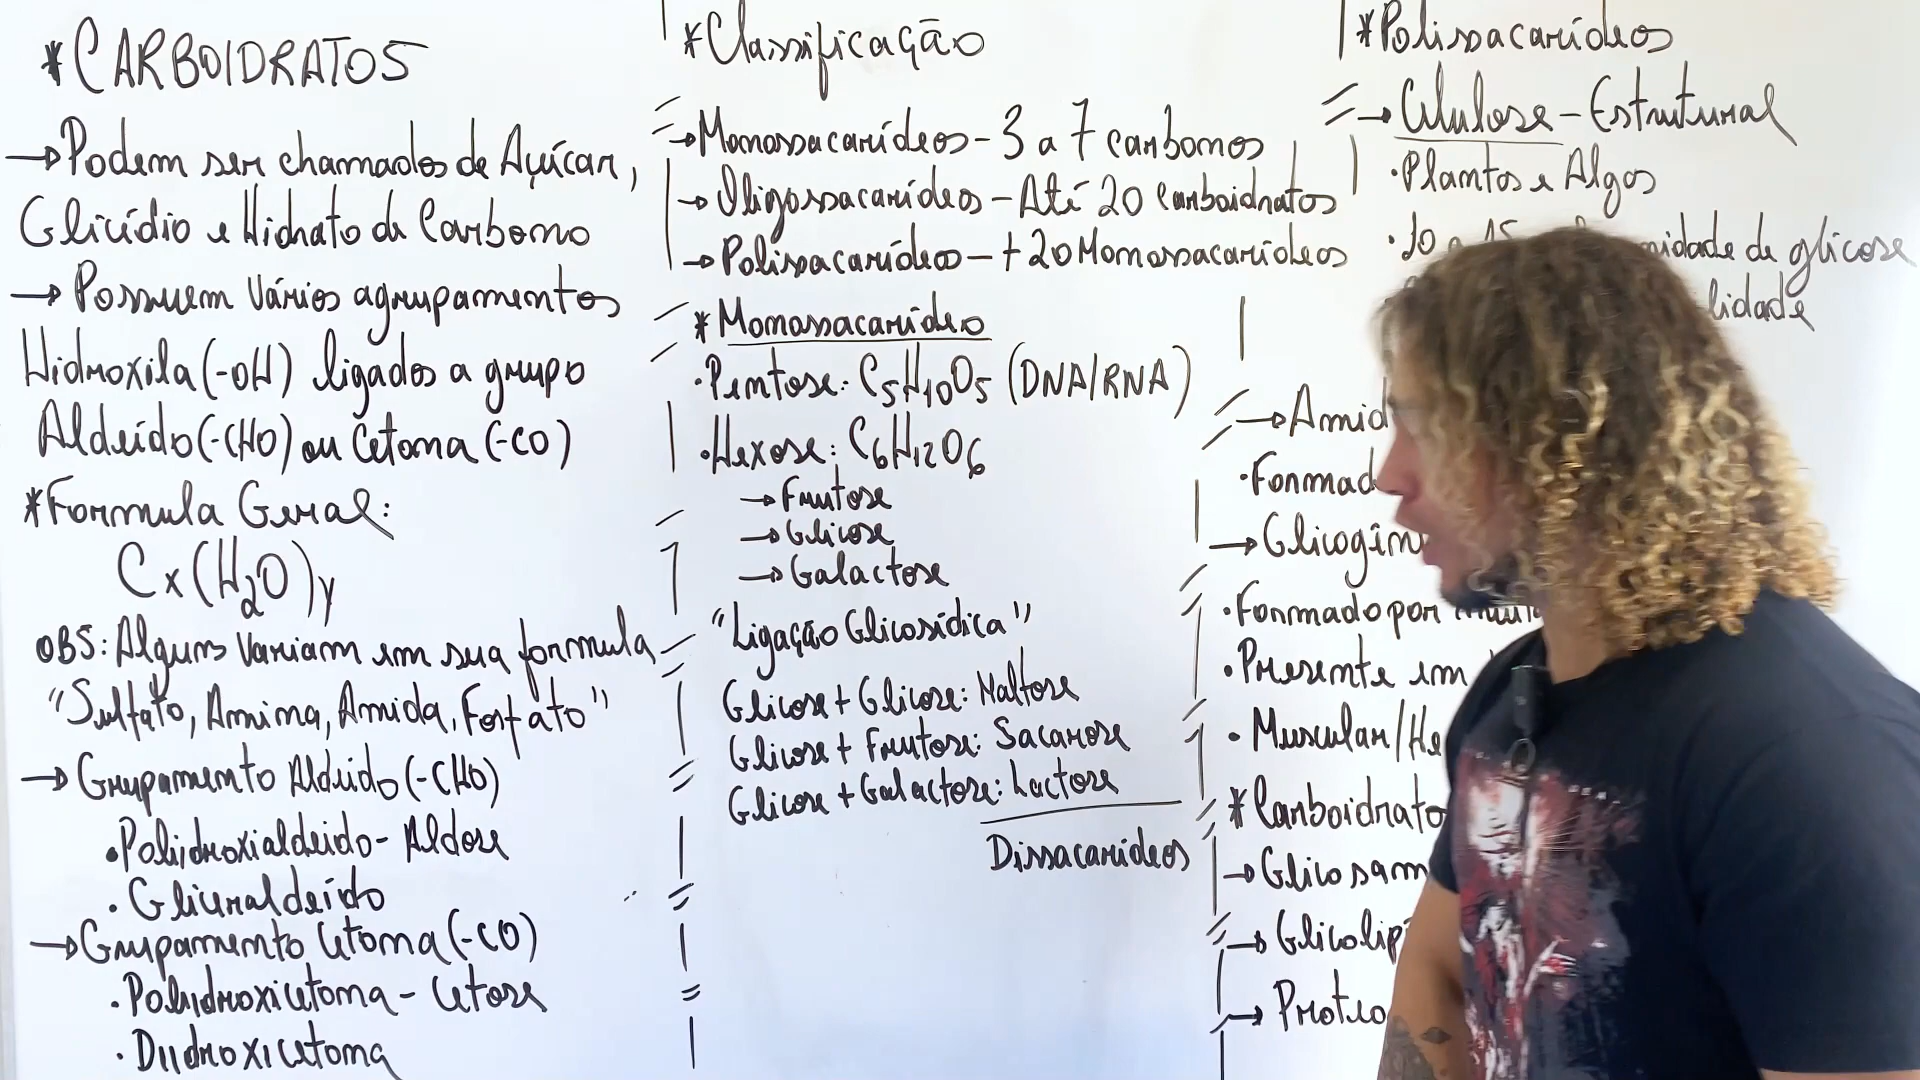 *CARBOIDRATOS
→Podem ser chamados de Açúcar,
Glicídio e Hidrato de Carbono
→ Possuem vários agrupamentos
Hidroxila (-OH) ligados a grupo
Aldeído (-CHO) ou Cetona (-CO)
*Formula Geral:
Cx(H2O)y
OBS: Alguns variam em sua formula
"Sulfato, Amina, Amida, Fosfato"
→ Grupamento Aldeido (-CHO)
•Poliidroxialdeido - Aldose
• Gliceraldeído
→Grupamento Cetona (-CO)
• Poliidroxicetona - Cetose
• Diidroxicetona
*Classificação
→Monossacarídeos - 3 a 7 carbonos
→ Oligossacarídeos - Até 20 carboidratos
→ Polissacarídeos - + 20 Monossacarídeos
*Monossacarídeo
•Pentose: C5H10O5 (DNA/RNA)
•Hexose: C6H12O6
→Frutose
→Glicose
→Galactose
"Ligação Glicosídica"
Glicose + Glicose: Maltose
Glicose + Frutose: Sacarose
Glicose + Galactose: Lactose
Dissacarideos
*Polissacarídeos
→ Celulose - Estrutural
•Plantas e Algas
•10 a 15 nidade de glicose
lidade
→Amid
•Formad
→Glicogên
•Formado por
•Presente em
• Muscular/He
*Carboidrato
→Glicosam
→ Glicolip
→ Proteo